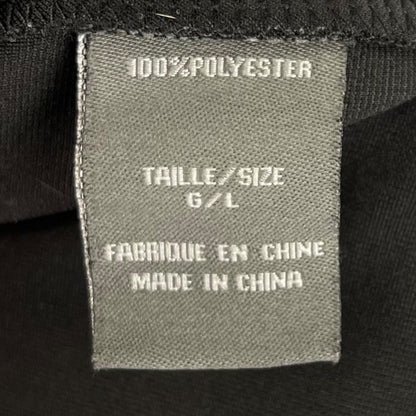 100%POLYESTER
TAILLE/SIZE
G/L
FABRIQUE EN CHINE
MADE IN CHINA